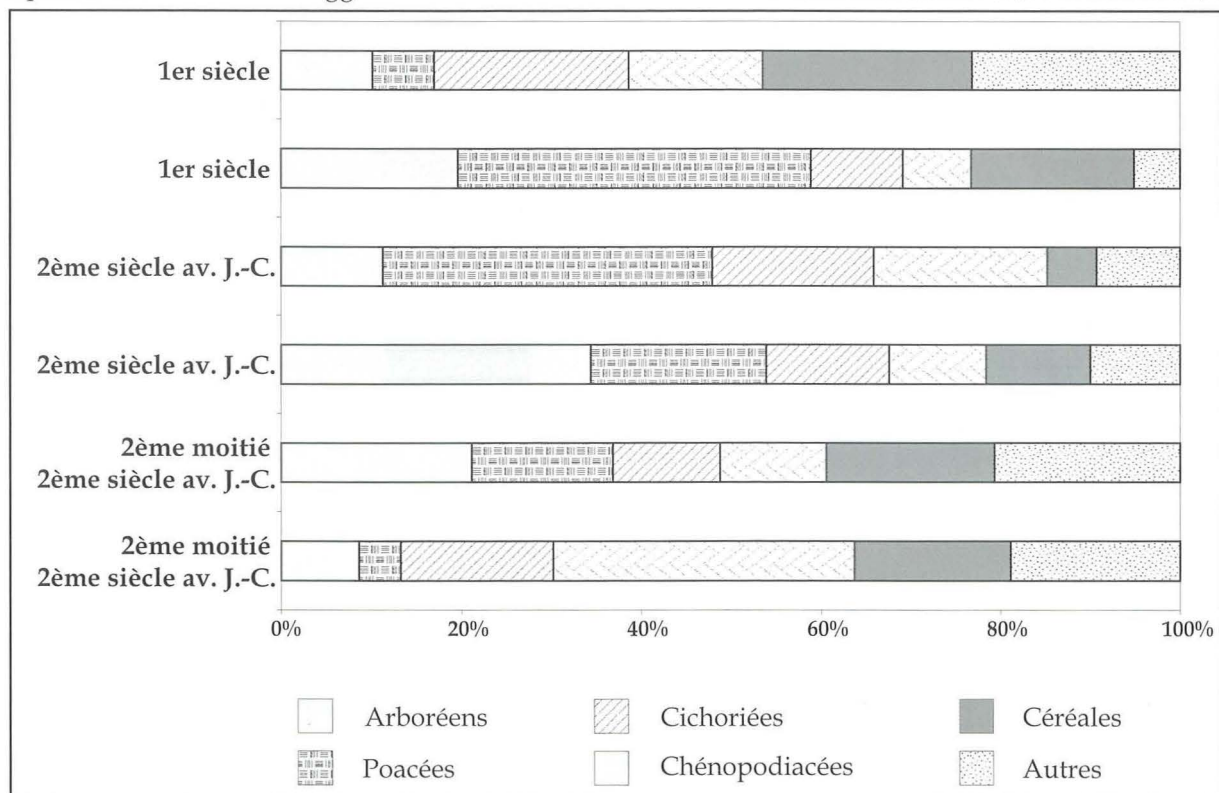 1er siècle
1er siècle
2ème siècle av. J.-C.
2ème siècle av. J.-C.
2ème moitié
2ème siècle av. J.-C.
2ème moitié
2ème siècle av. J.-C.
0% 20% 40% 60% 80% 100%
Arboréens Cichoriées Céréales
Poacées Chénopodiacées Autres